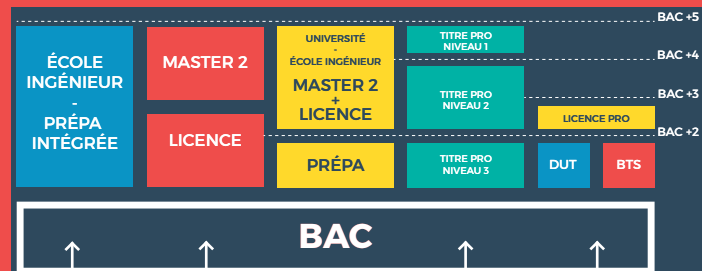 BAC +5
ÉCOLE
INGÉNIEUR
-
PRÉPA
INTÉGRÉE
MASTER 2
LICENCE
UNIVERSITÉ
-
ÉCOLE INGÉNIEUR
MASTER 2
+
LICENCE
PRÉPA
TITRE PRO
NIVEAU 1
TITRE PRO
NIVEAU 2
TITRE PRO
NIVEAU 3
BAC +4
BAC +3
LICENCE PRO
BAC +2
DUT
BTS
BAC